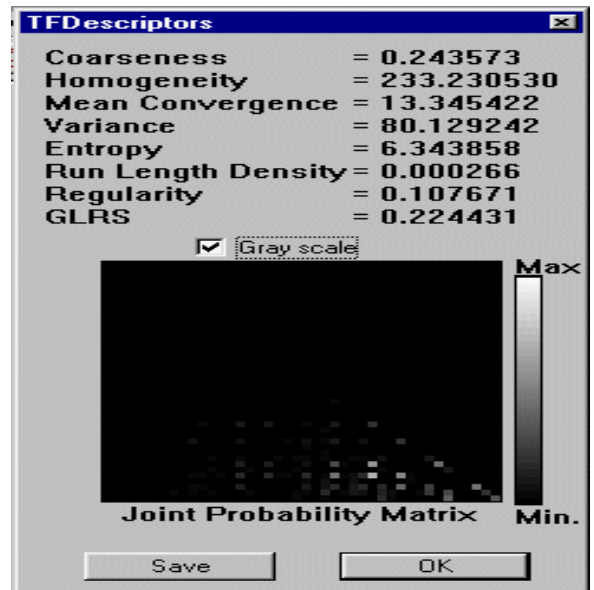 TFDescriptors
Coarseness = 0.243573
Homogeneity = 233.230530
Mean Convergence = 13.345422
Variance = 80.129242
Entropy = 6.343858
Run Length Density = 0.000266
Regularity = 0.107671
GLRS = 0.224431
Gray scale
Max
Joint Probability Matrix Min.
Save OK